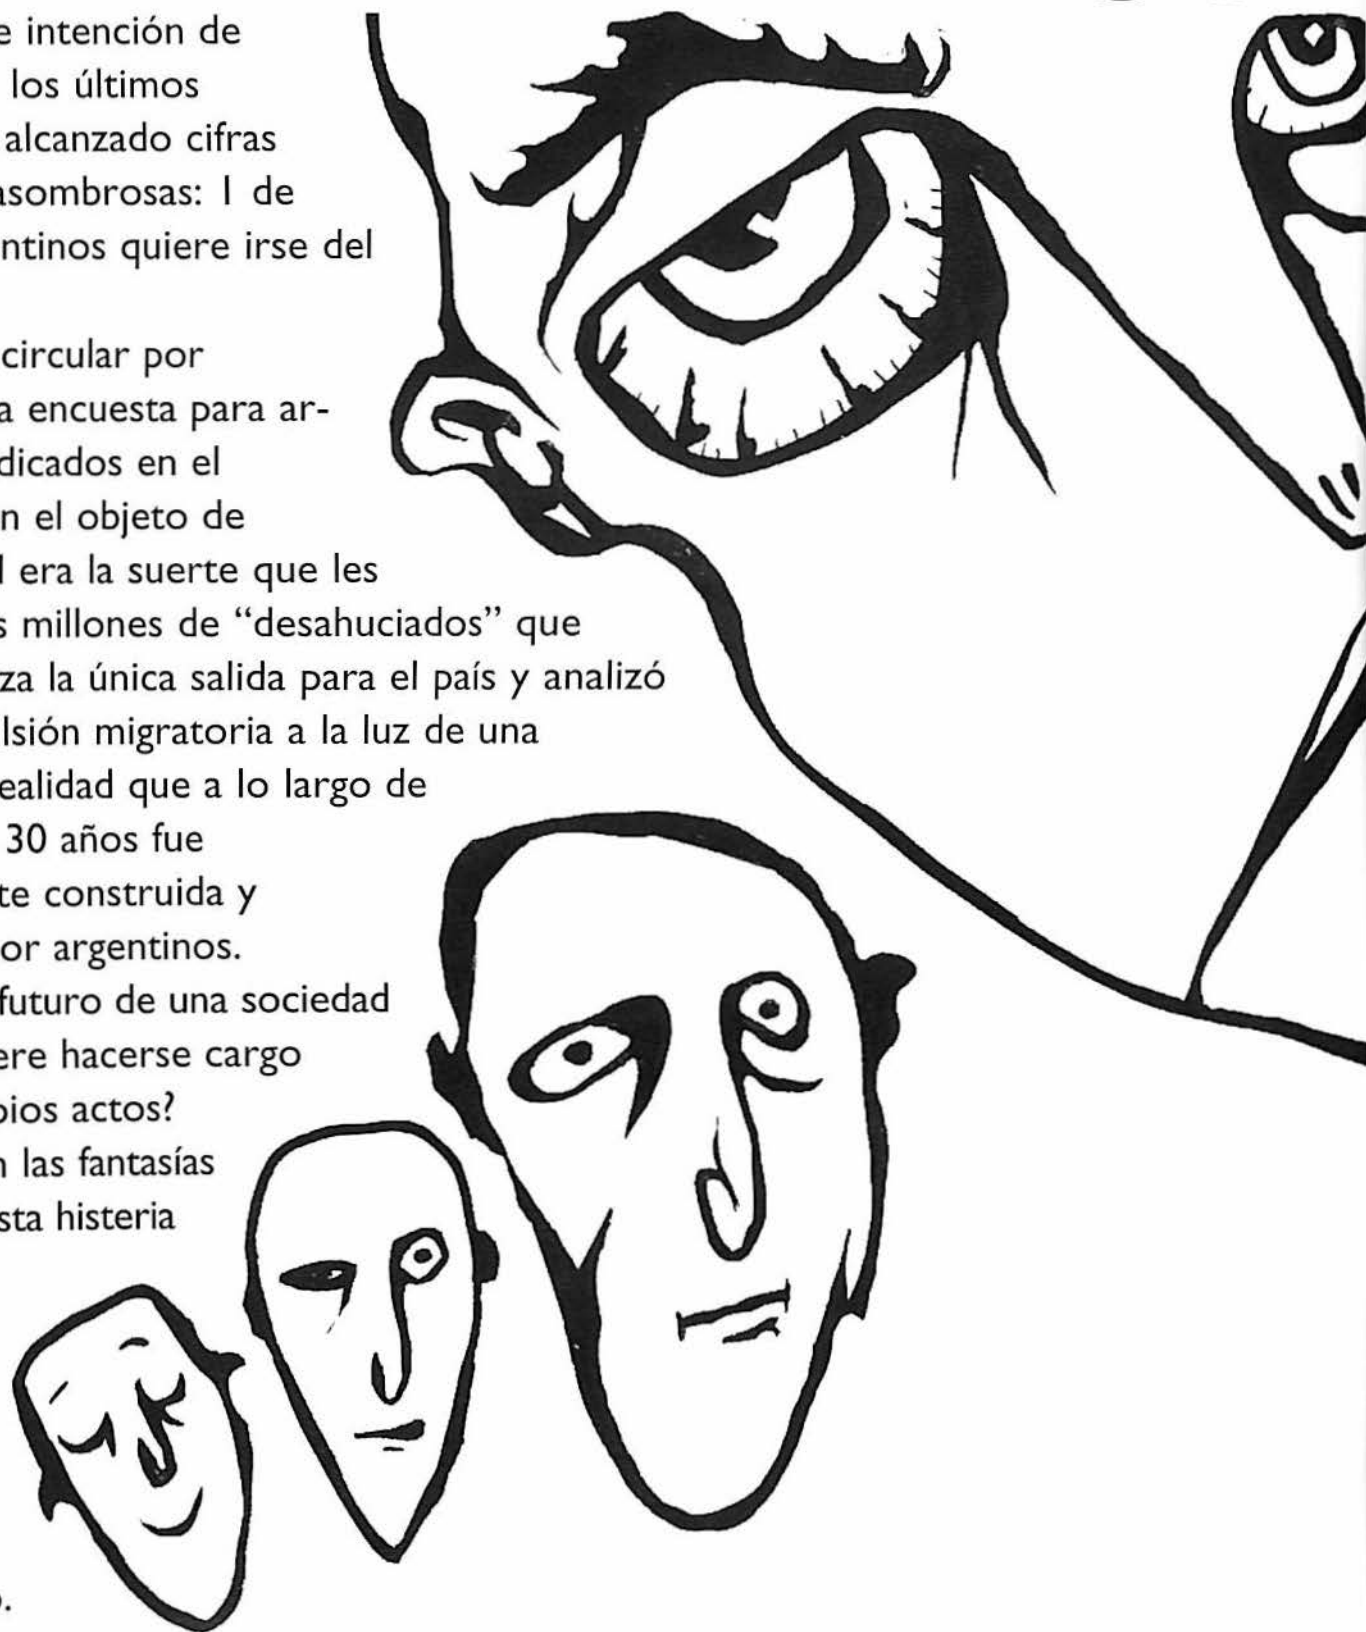 e intención de
los últimos
alcanzado cifras
asombrosas: 1 de
ntinos quiere irse del
circular por
a encuesta para ar-
dicados en el
n el objeto de
l era la suerte que les
s millones de “desahuciados” que
za la única salida para el país y analizó
lsión migratoria a la luz de una
ealidad que a lo largo de
30 años fue
te construida y
or argentinos.
futuro de una sociedad
ere hacerse cargo
pios actos?
n las fantasías
sta histeria
o.